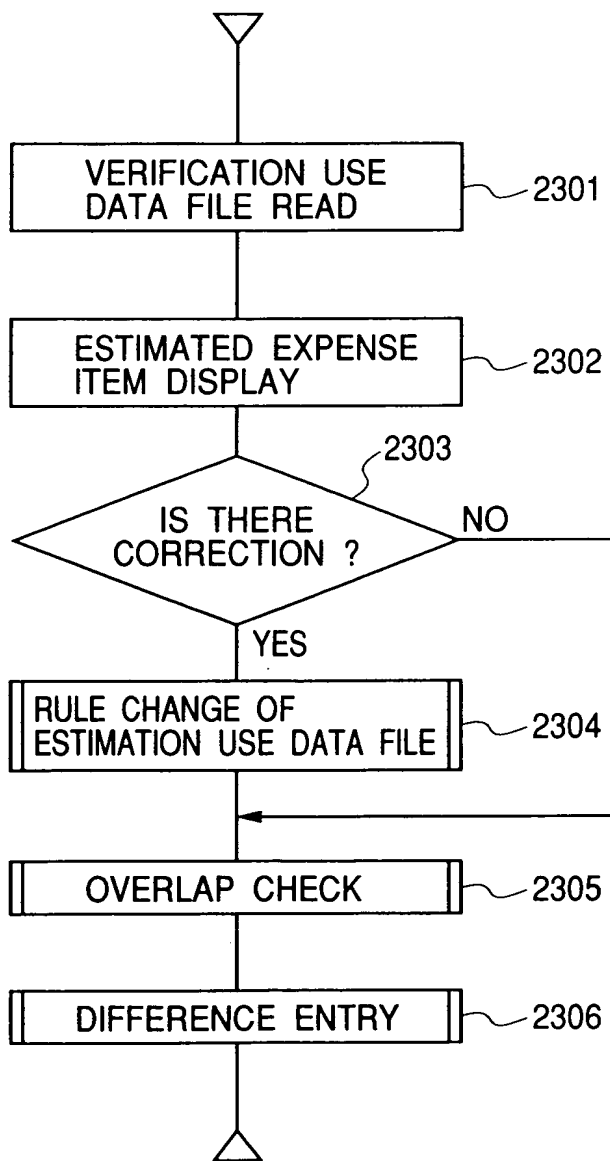 VERIFICATION USE
DATA FILE READ
2301
ESTIMATED EXPENSE
ITEM DISPLAY
2302
2303
IS THERE
CORRECTION ?
NO
YES
RULE CHANGE OF
ESTIMATION USE DATA FILE
2304
OVERLAP CHECK
2305
DIFFERENCE ENTRY
2306